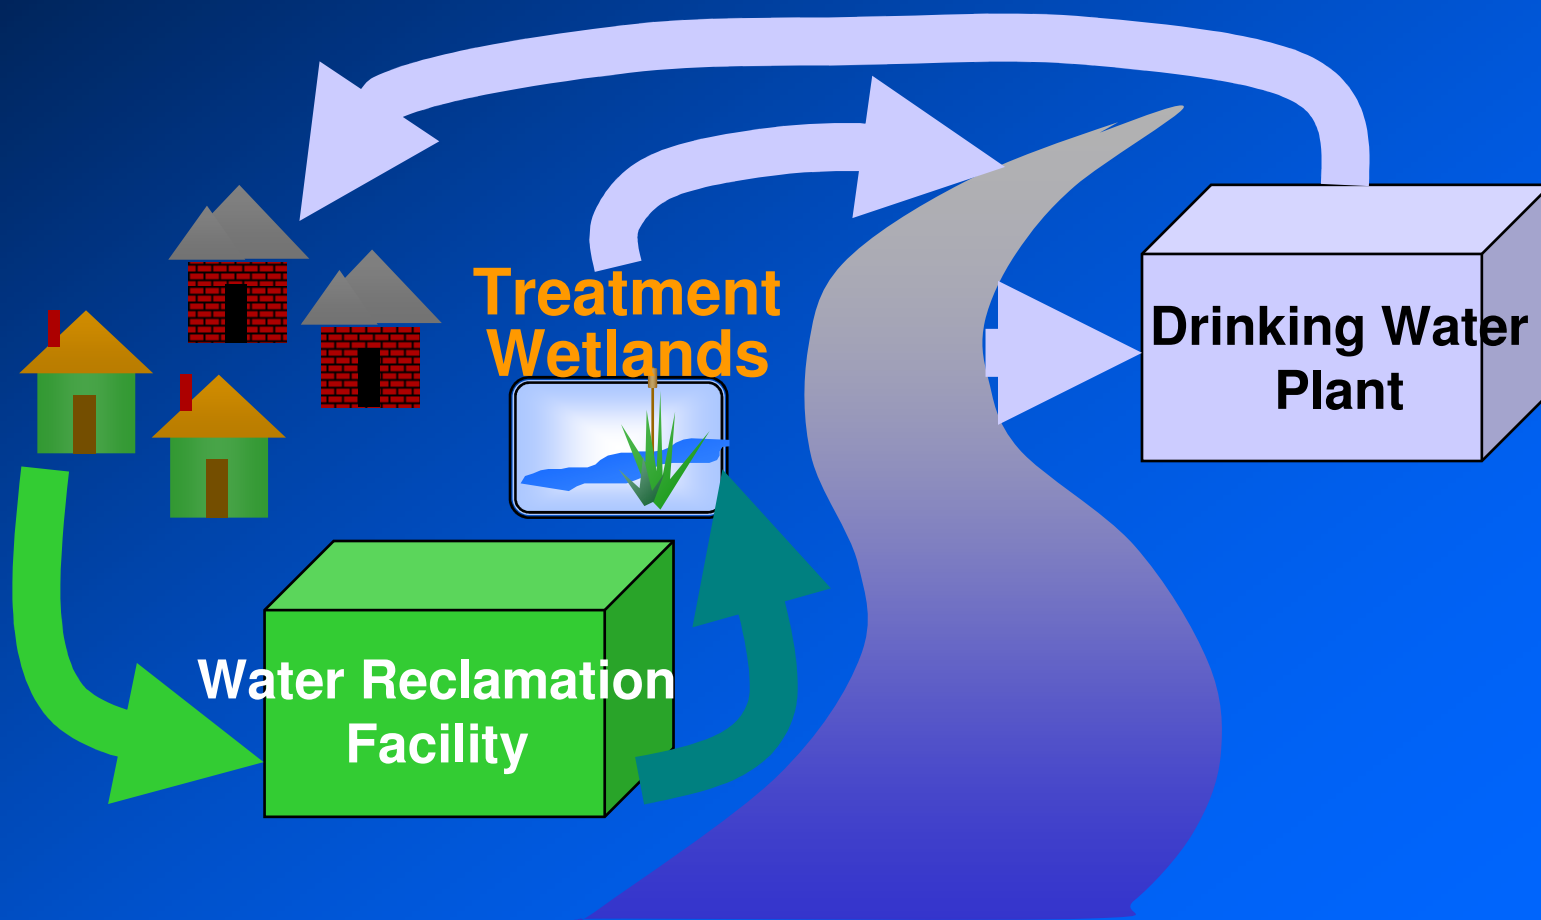 Treatment
Wetlands
Drinking Water
Plant
Water Reclamation
Facility